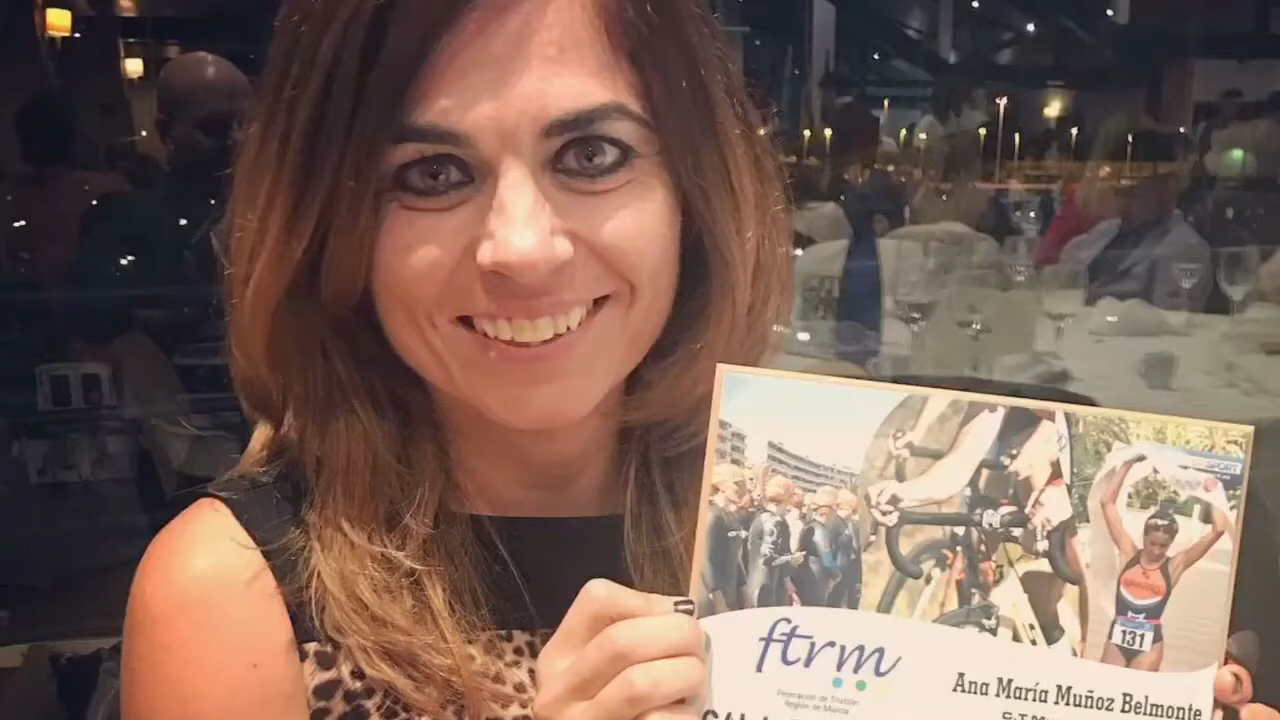 SPORT
131
ftrm
Federación de Triatlón
Región de Murcia
Ana María Muñoz Belmonte